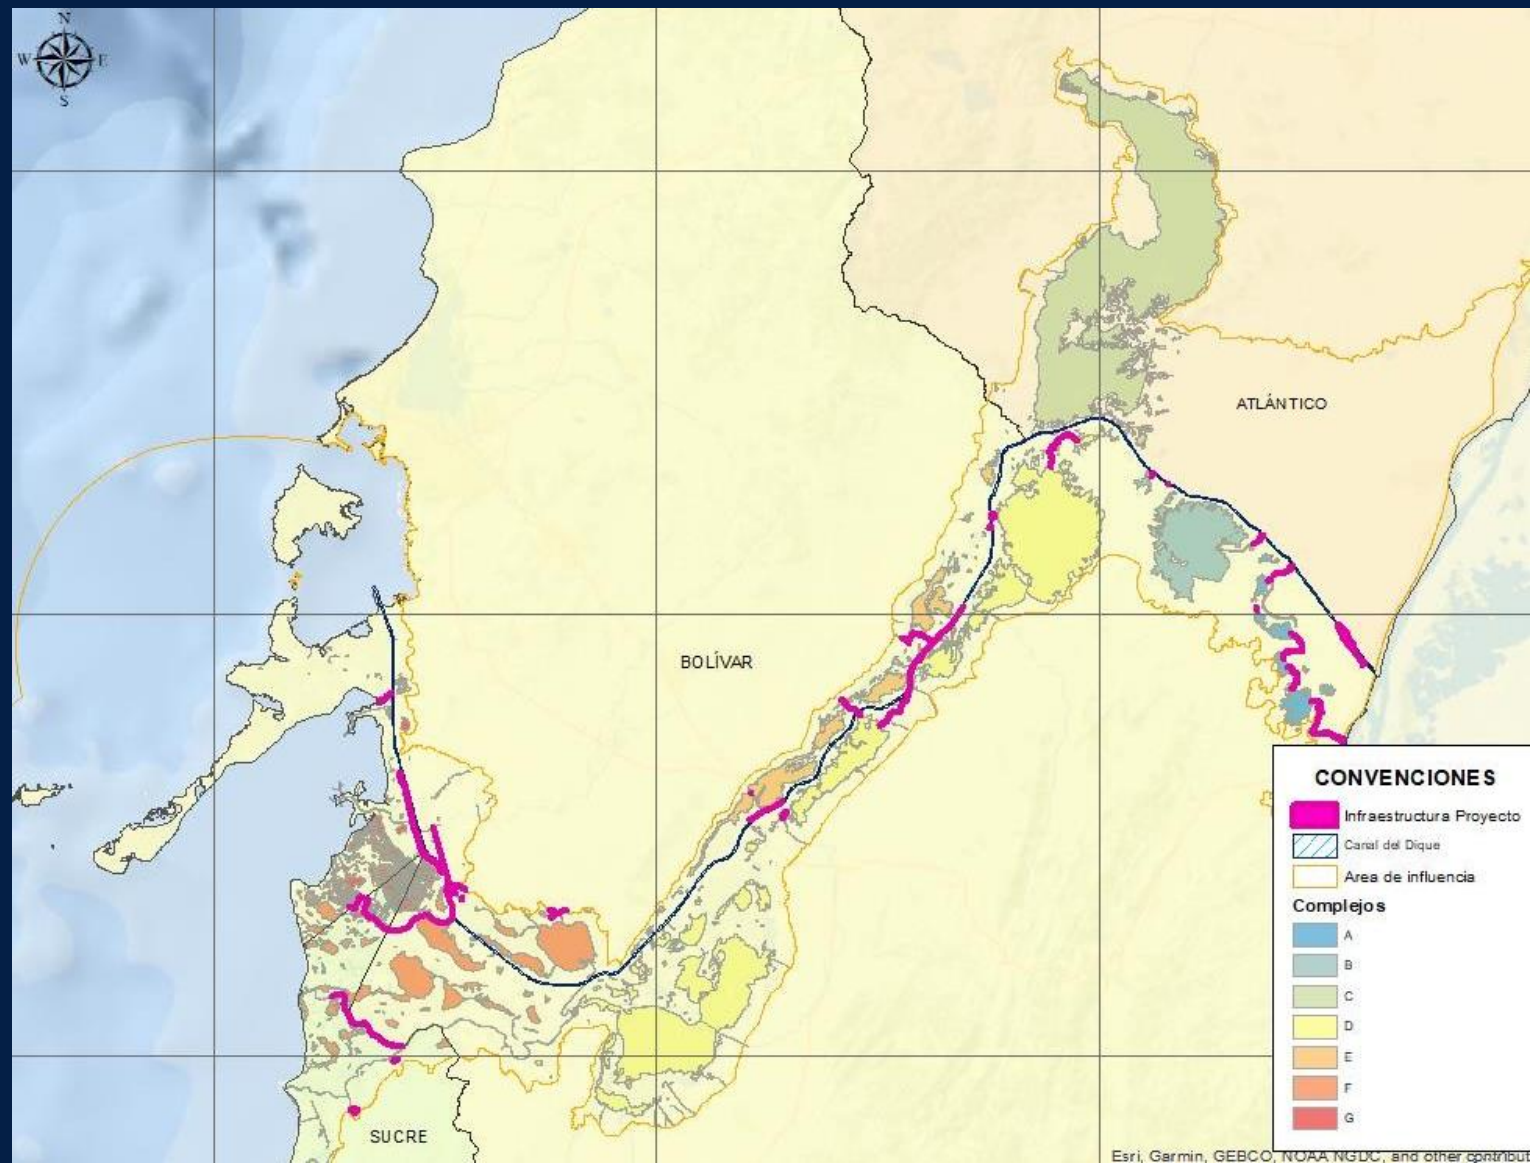 N
W E
S
ATLÁNTICO
BOLÍVAR
SUCRE
CONVENCIONES
Infraestructura Proyecto
Canal del Dique
Area de influencia
Complejos
A
B
C
D
E
F
G
Esri, Garmin, GEBCO, NOAA NGDC, and other contribut